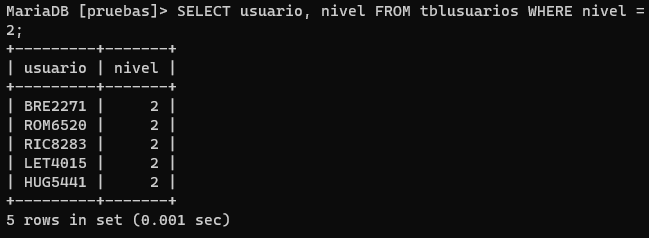 MariaDB [pruebas]> SELECT usuario, nivel FROM tblusuarios WHERE nivel =
2;
+---------+-------+
| usuario | nivel |
+---------+-------+
| BRE2271 |     2 |
| ROM6520 |     2 |
| RIC8283 |     2 |
| LET4015 |     2 |
| HUG5441 |     2 |
+---------+-------+
5 rows in set (0.001 sec)